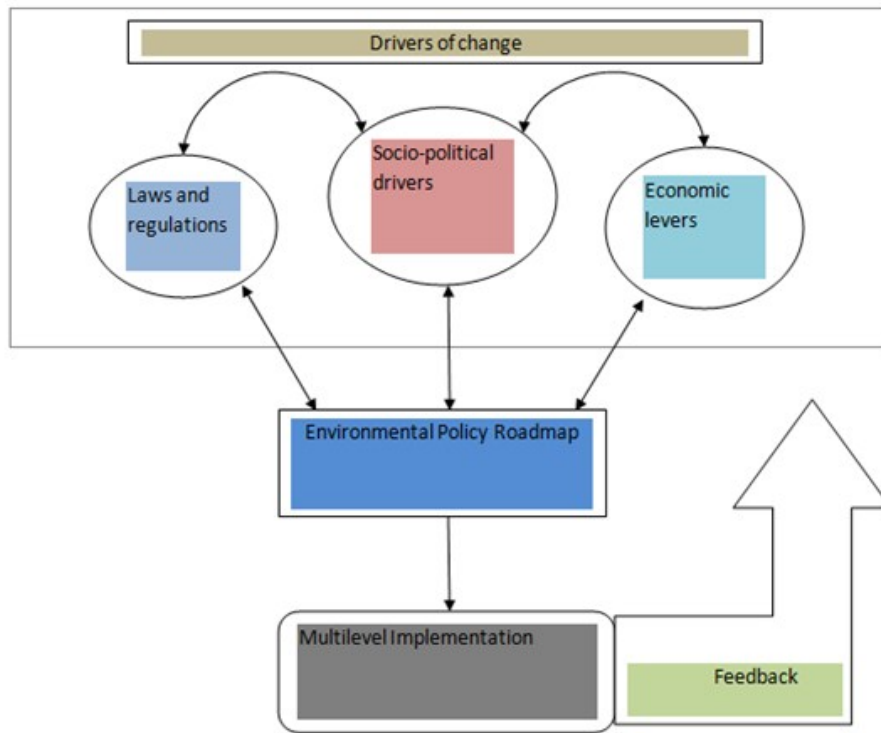 Drivers of change
Laws and
regulations
Socio-political
drivers
Economic
levers
Environmental Policy Roadmap
Multilevel Implementation
Feedback